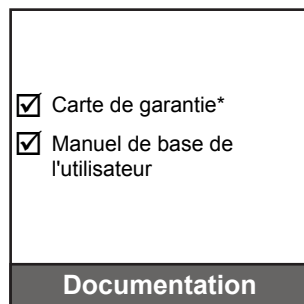 Carte de garantie*
Manuel de base de
l'utilisateur
Documentation